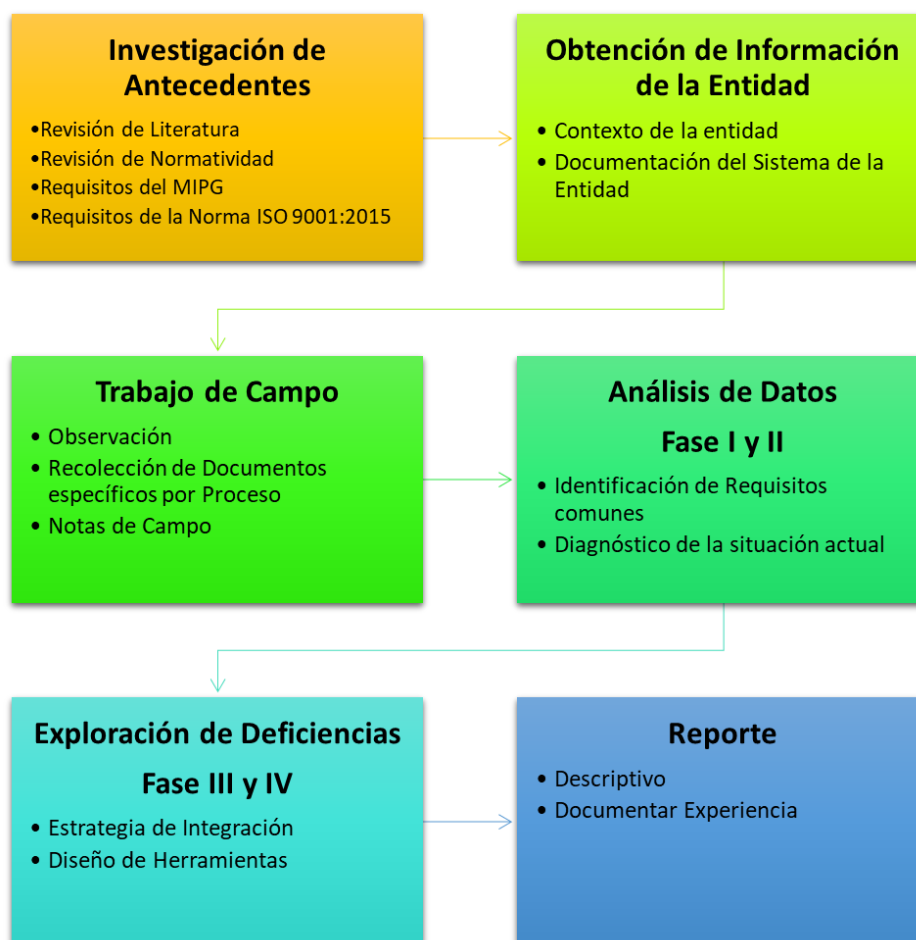 Investigación de
Antecedentes
•Revisión de Literatura
•Revisión de Normatividad
•Requisitos del MIPG
•Requisitos de la Norma ISO 9001:2015
Obtención de Información
de la Entidad
• Contexto de la entidad
• Documentación del Sistema de la
Entidad
Trabajo de Campo
• Observación
• Recolección de Documentos
específicos por Proceso
• Notas de Campo
Análisis de Datos
Fase I y II
• Identificación de Requisitos
comunes
• Diagnóstico de la situación actual
Exploración de Deficiencias
Fase III y IV
• Estrategia de Integración
• Diseño de Herramientas
Reporte
• Descriptivo
• Documentar Experiencia